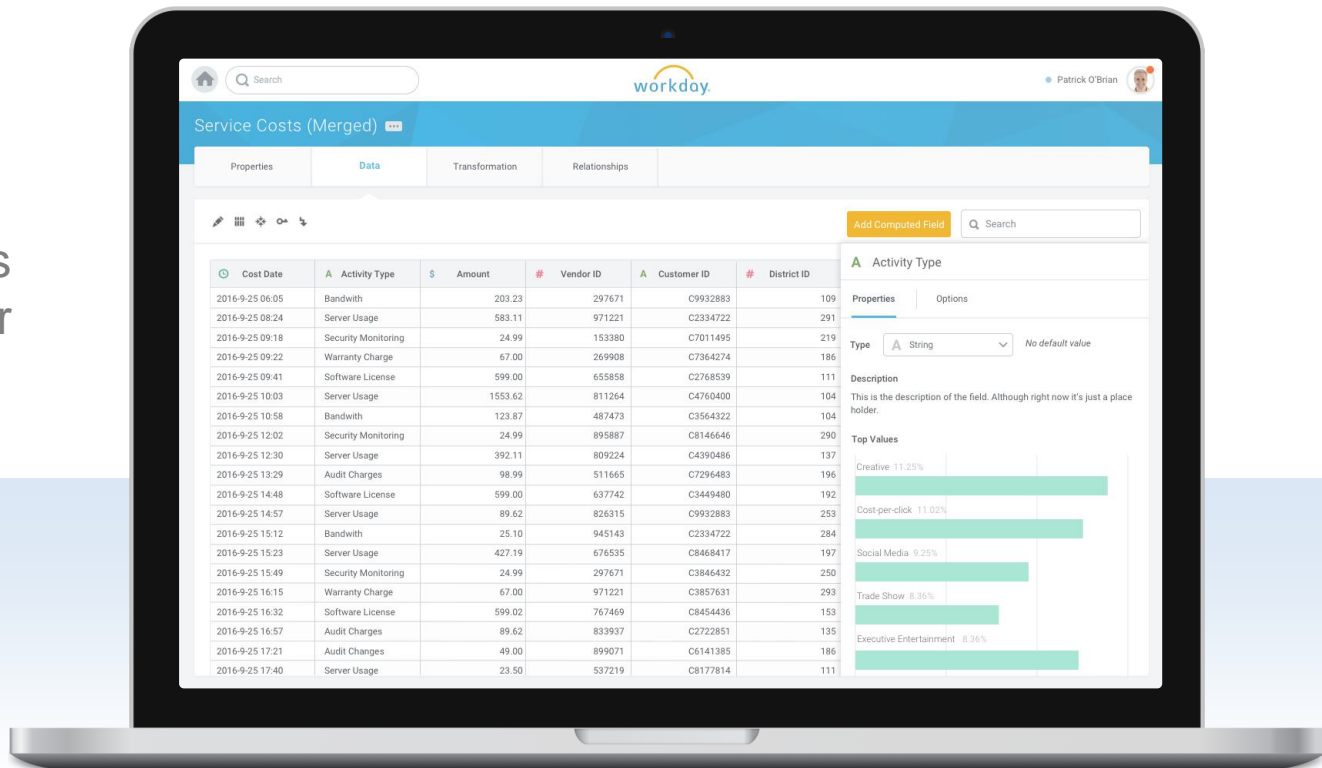 s
r
Search
workday.
Patrick O'Brian
Service Costs (Merged)
Properties Data Transformation Relationships
Add Computed Field Search
Cost Date A Activity Type $ Amount # Vendor ID A Customer ID # District ID
2016-9-25 06:05 Bandwith 203.23 297671 C9932883 109
2016-9-25 08:24 Server Usage 583.11 971221 C2334722 291
2016-9-25 09:18 Security Monitoring 24.99 153380 C7011495 219
2016-9-25 09:22 Warranty Charge 67.00 269908 C7364274 186
2016-9-25 09:41 Software License 599.00 655858 C2768539 111
2016-9-25 10:03 Server Usage 1553.62 811264 C4760400 104
2016-9-25 10:58 Bandwith 123.87 487473 C3564322 104
2016-9-25 12:02 Security Monitoring 24.99 895887 C8146646 290
2016-9-25 12:30 Server Usage 392.11 809224 C4390486 137
2016-9-25 13:29 Audit Charges 98.99 511665 C7296483 196
2016-9-25 14:48 Software License 599.00 637742 C3449480 192
2016-9-25 14:57 Server Usage 89.62 826315 C9932883 253
2016-9-25 15:12 Bandwith 25.10 945143 C2334722 284
2016-9-25 15:23 Server Usage 427.19 676535 C8468417 197
2016-9-25 15:49 Security Monitoring 24.99 297671 C3846432 250
2016-9-25 16:15 Warranty Charge 67.00 971221 C3857631 293
2016-9-25 16:32 Software License 599.02 767469 C8454436 153
2016-9-25 16:57 Audit Charges 89.62 833937 C2722851 135
2016-9-25 17:21 Audit Changes 49.00 899071 C6141385 186
2016-9-25 17:40 Server Usage 23.50 537219 C8177814 111
A Activity Type
Properties Options
Type A String No default value
Description
This is the description of the field. Although right now it's just a place
holder.
Top Values
Creative 11.25%
Cost-per-click 11.02%
Social Media 9.25%
Trade Show 8.36%
Executive Entertainment 8.36%